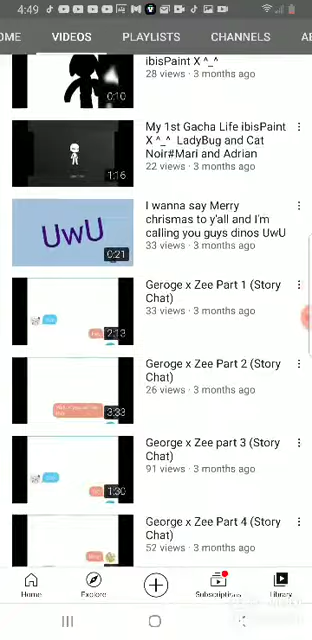 4:49
OME VIDEOS PLAYLISTS CHANNELS AB
ibisPaint X ^_^
28 views · 3 months ago
0:10
My 1st Gacha Life ibisPaint
X ^_^ LadyBug and Cat
Noir#Mari and Adrian
22 views · 3 months ago
1:16
I wanna say Merry
chrismas to y'all and I'm
calling you guys dinos UwU
33 views · 3 months ago
UwU
0:21
Geroge x Zee Part 1 (Story
Chat)
33 views · 3 months ago
2:13
Geroge x Zee Part 2 (Story
Chat)
26 views · 3 months ago
3:33
George x Zee part 3 (Story
Chat)
91 views · 3 months ago
1:30
George x Zee Part 4 (Story
Chat)
52 views · 3 months ago
Home Explore Subscriptions Library